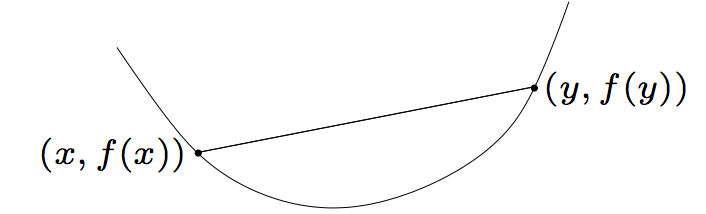 (y, f(y))
(x, f(x))